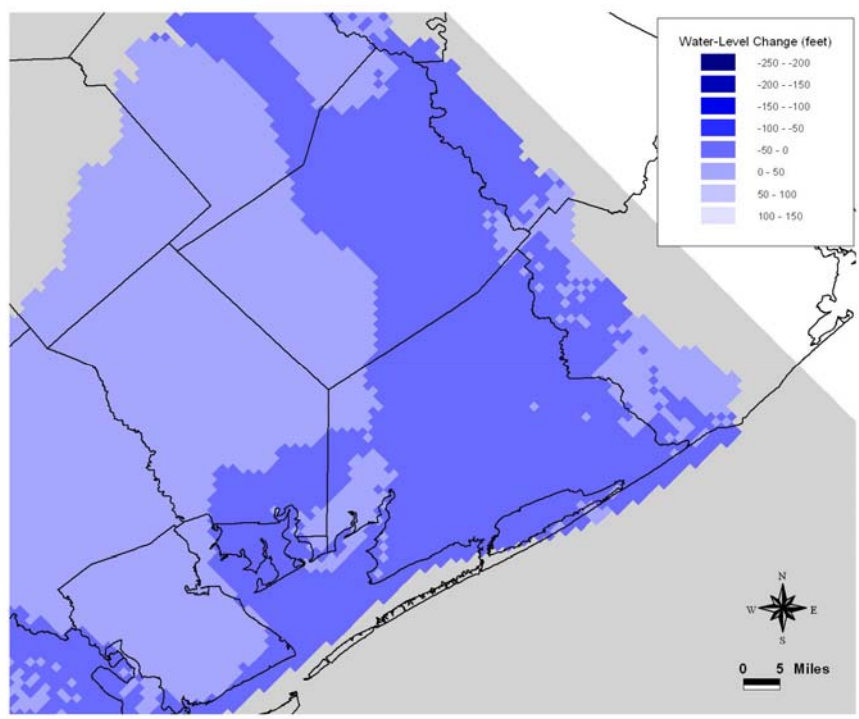 Water-Level Change (feet)
-250 - -200
-200 - -150
-150 - -100
-100 - -50
-50 - 0
0 - 50
50 - 100
100 - 150
N
W E
S
0 5 Miles